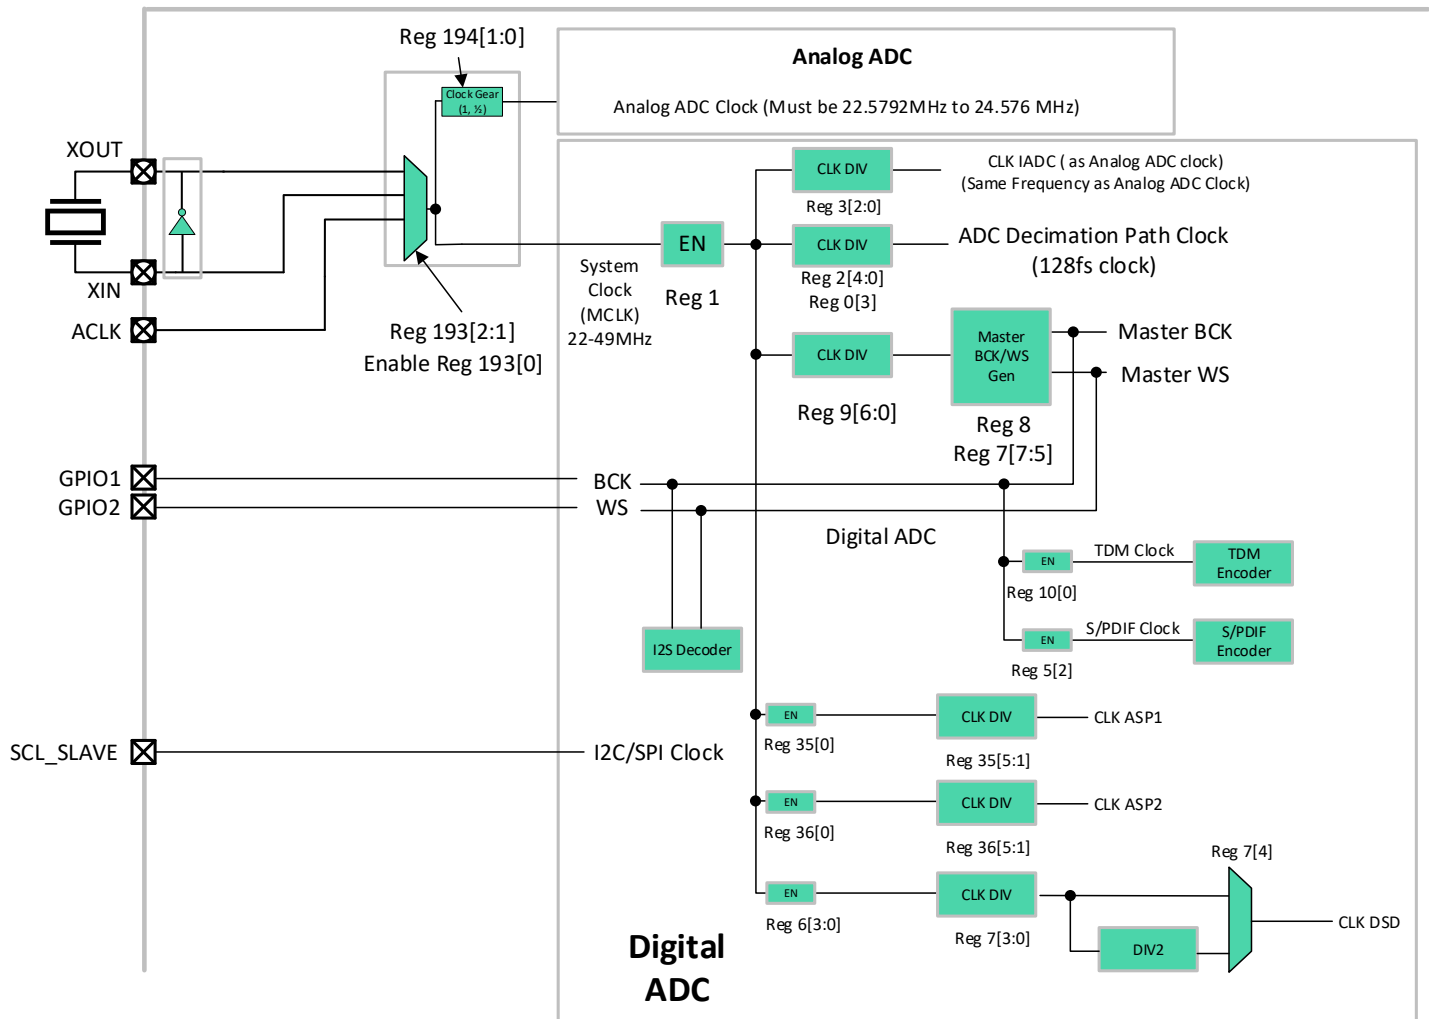 Reg 194[1:0]
Analog ADC
Clock Gear
(1, ½)
Analog ADC Clock (Must be 22.5792MHz to 24.576 MHz)
XOUT
XIN
ACLK
Reg 193[2:1]
Enable Reg 193[0]
System
Clock
(MCLK)
22-49MHz
EN
Reg 1
CLK DIV
Reg 3[2:0]
CLK IADC ( as Analog ADC clock)
(Same Frequency as Analog ADC Clock)
CLK DIV
Reg 2[4:0]
Reg 0[3]
ADC Decimation Path Clock
(128fs clock)
CLK DIV
Reg 9[6:0]
Master
BCK/WS
Gen
Reg 8
Reg 7[7:5]
Master BCK
Master WS
GPIO1
GPIO2
BCK
WS
Digital ADC
EN
Reg 10[0]
TDM Clock
TDM
Encoder
EN
Reg 5[2]
S/PDIF Clock
S/PDIF
Encoder
I2S Decoder
SCL_SLAVE
I2C/SPI Clock
EN
Reg 35[0]
CLK DIV
Reg 35[5:1]
CLK ASP1
EN
Reg 36[0]
CLK DIV
Reg 36[5:1]
CLK ASP2
EN
Reg 6[3:0]
CLK DIV
Reg 7[3:0]
DIV2
Reg 7[4]
CLK DSD
Digital
ADC